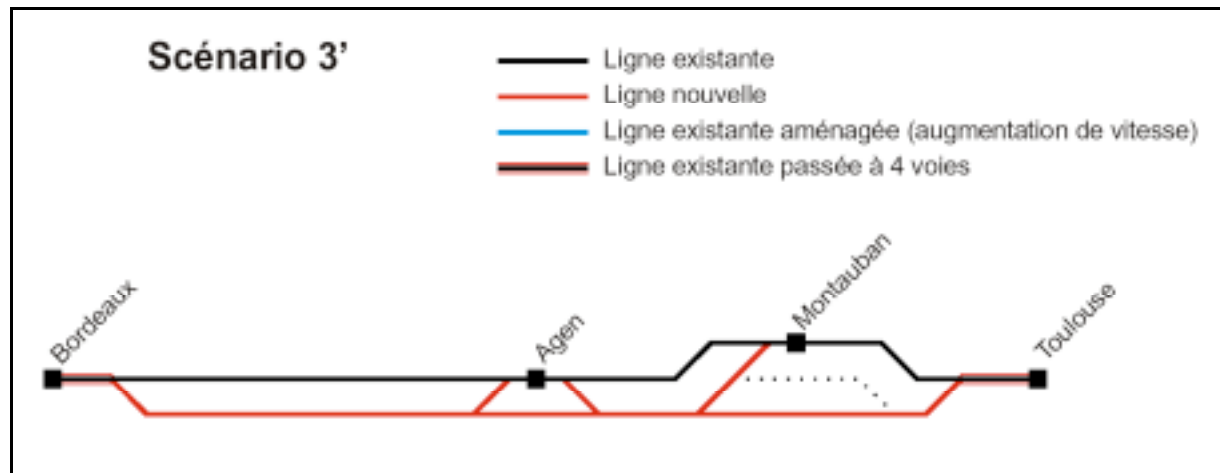 Scénario 3’
Ligne existante
Ligne nouvelle
Ligne existante aménagée (augmentation de vitesse)
Ligne existante passée à 4 voies
Bordeaux
Agen
Montauban
Toulouse